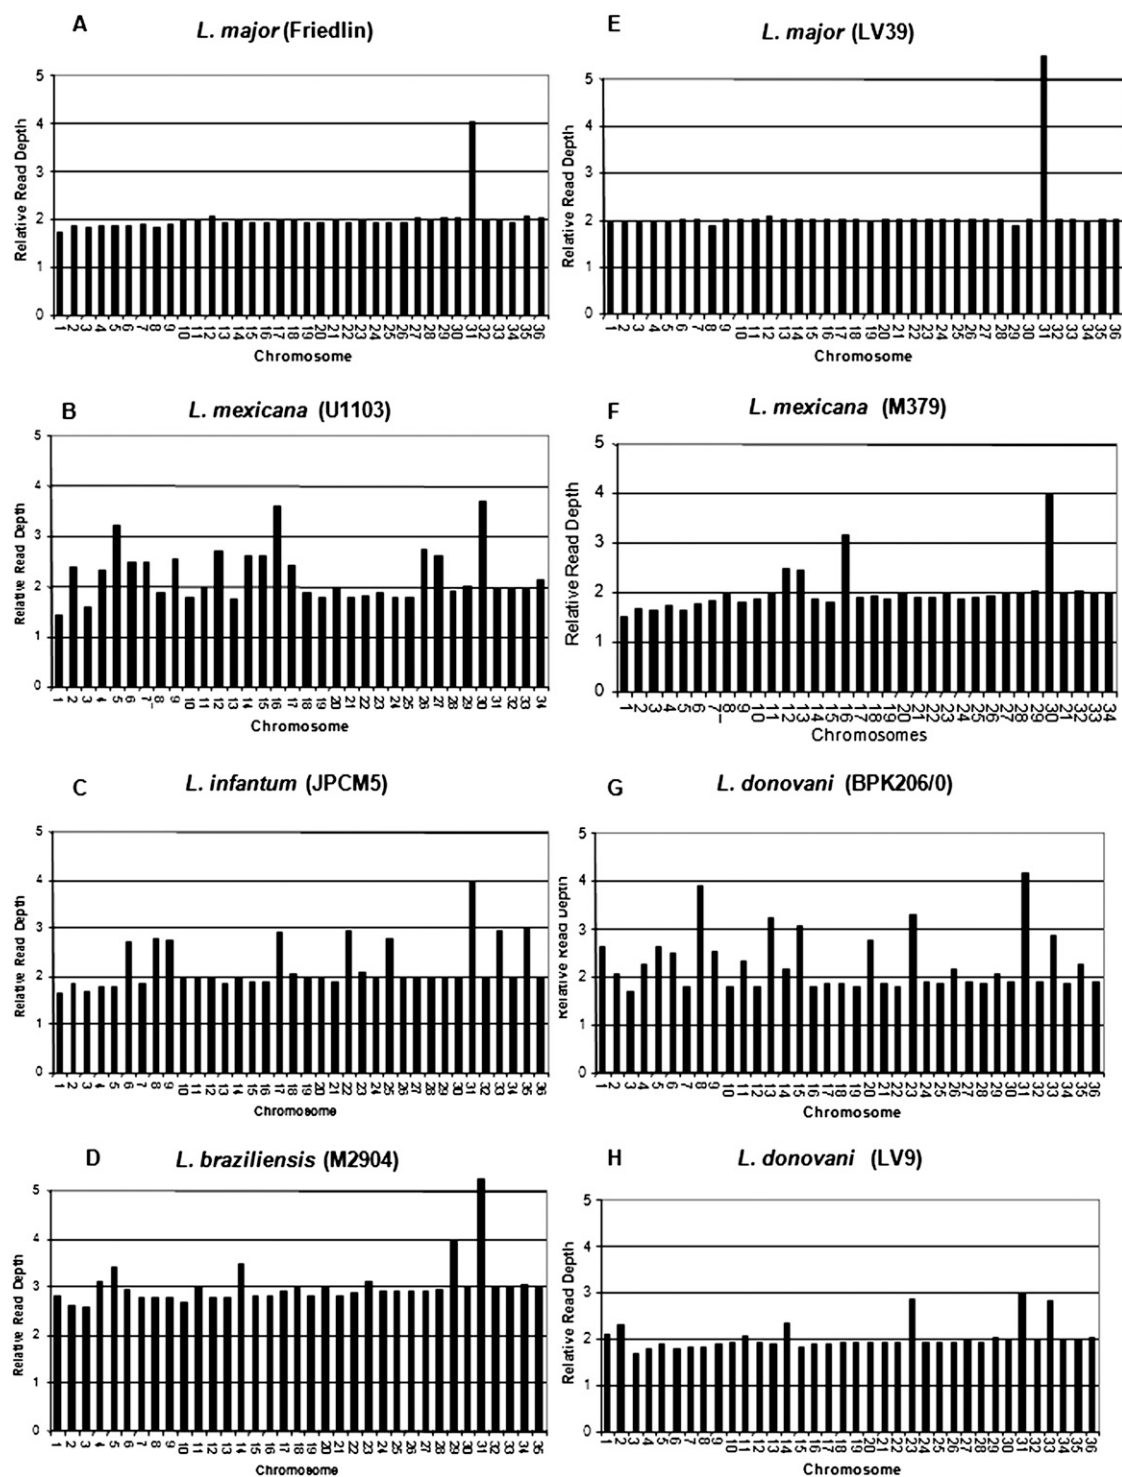 A
L. major (Friedlin)
Relative Read Depth
5
4
3
2
1
0
1 2 3 4 5 6 7 8 9 10 11 12 13 14 15 16 17 18 19 20 21 22 23 24 25 26 27 28 29 30 31 32 33 34 35 36
Chromosome
E
L. major (LV39)
Relative Read Depth
5
4
3
2
1
0
1 2 3 4 5 6 7 8 9 10 11 12 13 14 15 16 17 18 19 20 21 22 23 24 25 26 27 28 29 30 31 32 33 34 35 36
Chromosome
B
L. mexicana (U1103)
Relative Read Depth
5
4
3
2
1
0
1 2 3 4 5 6 7_ 8 9 10 11 12 13 14 15 16 17 18 19 20 21 22 23 24 25 26 27 28 29 30 31 32 33 34
Chromosome
F
L. mexicana (M379)
Relative Read Depth
5
4
3
2
1
0
1 2 3 4 5 6 7_ 8 9 10 11 12 13 14 15 16 17 18 19 20 21 22 23 24 25 26 27 28 29 30 21 32 33 34
Chromosomes
C
L. infantum (JPCM5)
Relative Read Depth
5
4
3
2
1
0
1 2 3 4 5 6 7 8 9 10 11 12 13 14 15 16 17 18 19 20 21 22 23 24 25 26 27 28 29 30 31 32 33 34 35 36
Chromosome
G
L. donovani (BPK206/0)
Relative Read Depth
5
4
3
2
1
0
1 2 3 4 5 6 7 8 9 10 11 12 13 14 15 16 17 18 19 20 21 22 23 24 25 26 27 28 29 30 31 32 33 34 35 36
Chromosome
D
L. braziliensis (M2904)
Relative Read Depth
5
4
3
2
1
0
1 2 3 4 5 6 7 8 9 10 11 12 13 14 15 16 17 18 19 20 21 22 23 24 25 26 27 28 29 30 31 32 33 34 35
Chromosome
H
L. donovani (LV9)
Relative Read Depth
5
4
3
2
1
0
1 2 3 4 5 6 7 8 9 10 11 12 13 14 15 16 17 18 19 20 21 22 23 24 25 26 27 28 29 30 31 32 33 34 35 36
Chromosome